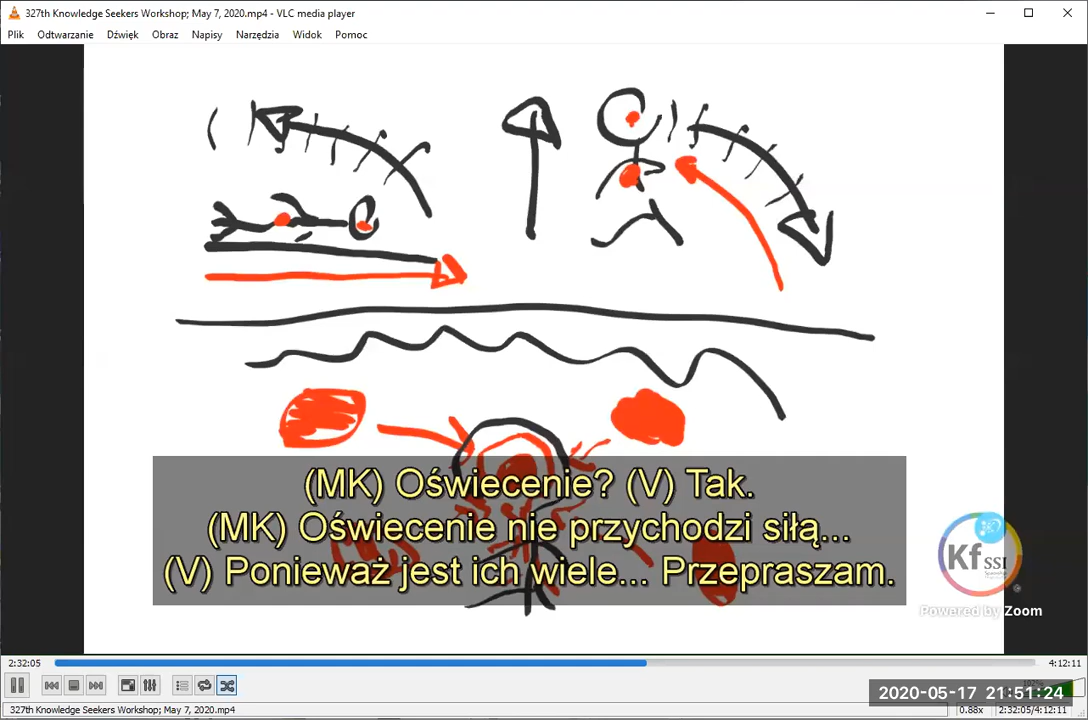 327th Knowledge Seekers Workshop; May 7, 2020.mp4 - VLC media player
Plik Odtwarzanie Dźwięk Obraz Napisy Narzędzia Widok Pomoc
(MK) Oświecenie? (V) Tak.
(MK) Oświecenie nie przychodzi siłą...
(V) Ponieważ jest ich wiele... Przepraszam.
Kf SSI
Powered by Zoom
2:32:05 4:12:11
2020-05-17 21:51:24
327th Knowledge Seekers Workshop; May 7, 2020.mp4 0.88x 2:32:05/4:12:11